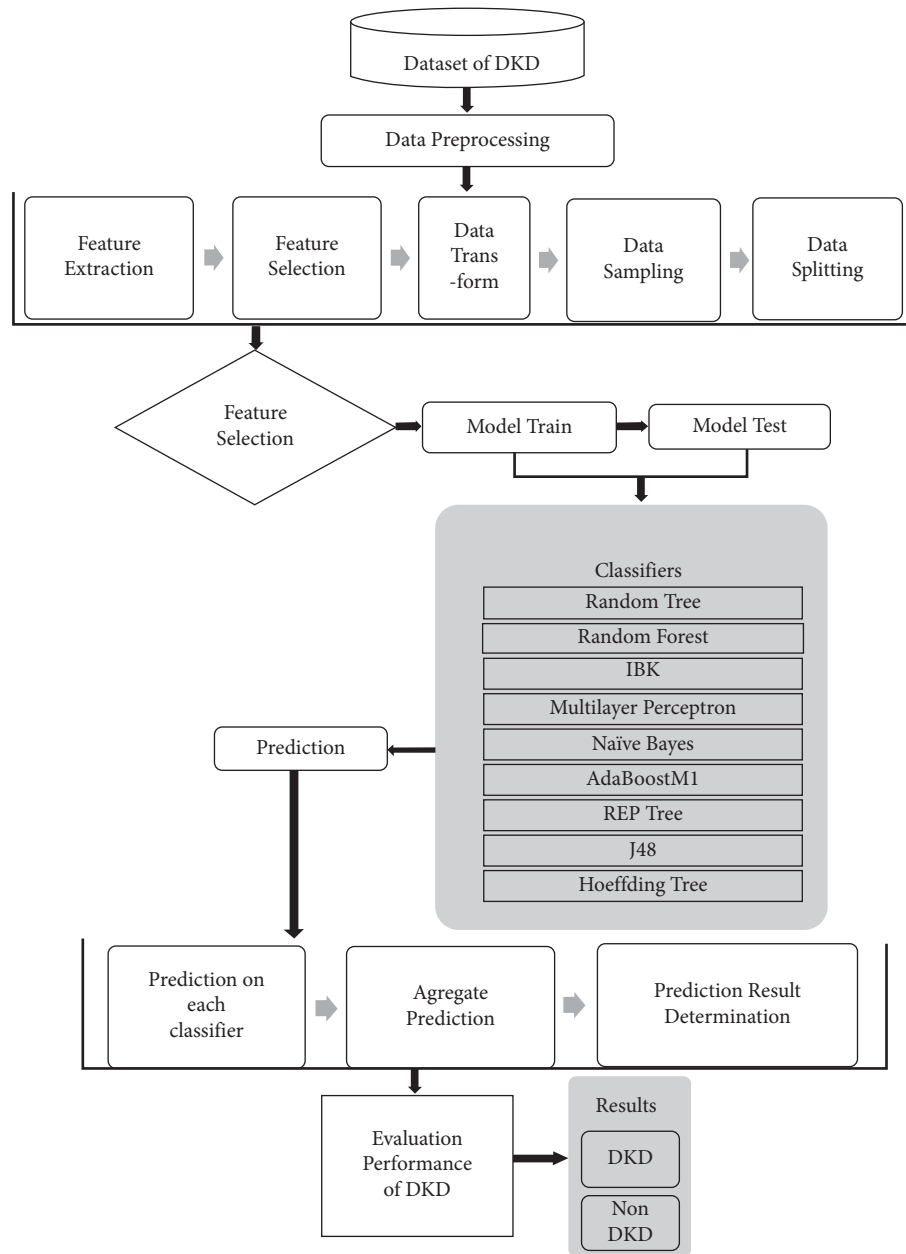 Dataset of DKD
Data Preprocessing
Feature
Extraction
Feature
Selection
Data
Trans
-form
Data
Sampling
Data
Splitting
Feature
Selection
Model Train
Model Test
Classifiers
Random Tree
Random Forest
IBK
Multilayer Perceptron
Naïve Bayes
AdaBoostM1
REP Tree
J48
Hoeffding Tree
Prediction
Prediction on
each
classifier
Agregate
Prediction
Prediction Result
Determination
Evaluation
Performance
of DKD
Results
DKD
Non
DKD